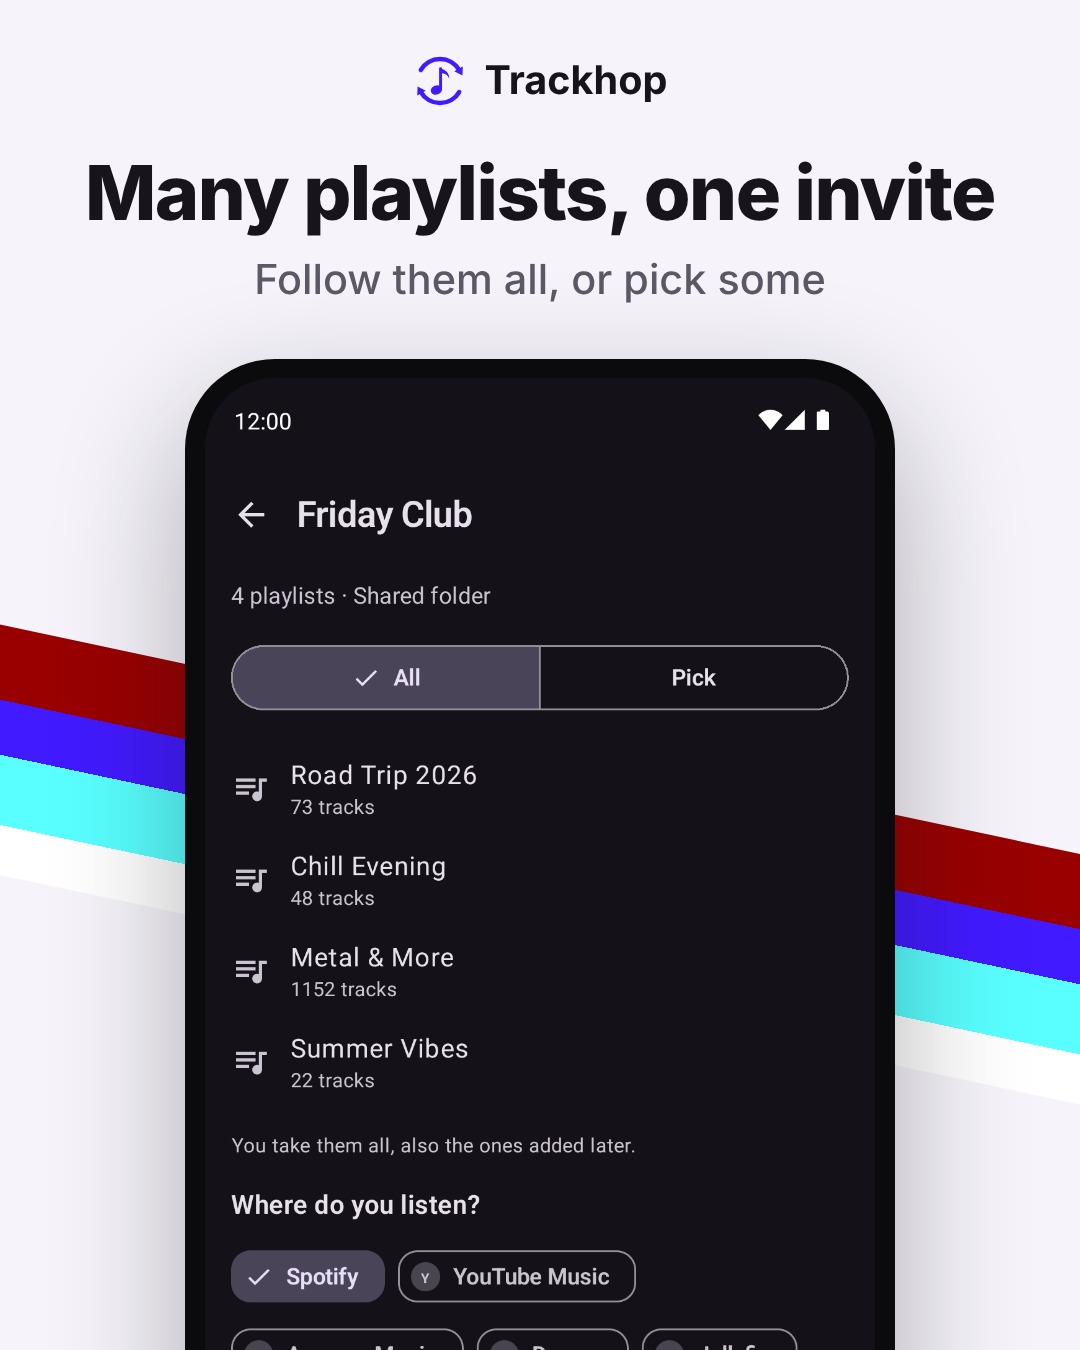 Trackhop
Many playlists, one invite
Follow them all, or pick some
12:00
Friday Club
4 playlists · Shared folder
All
Pick
Road Trip 2026
73 tracks
Chill Evening
48 tracks
Metal & More
1152 tracks
Summer Vibes
22 tracks
You take them all, also the ones added later.
Where do you listen?
Spotify
Y YouTube Music